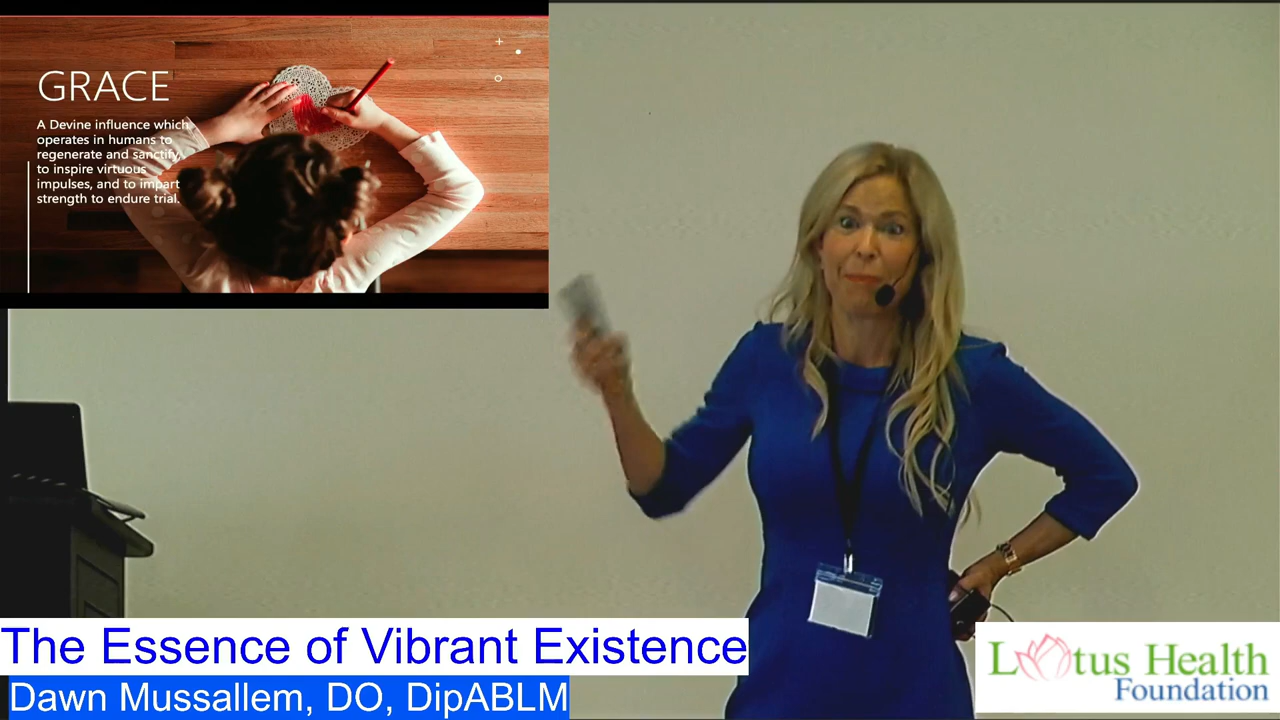 GRACE
A Devine influence which
operates in humans to
regenerate and sanctify,
to inspire virtuous
impulses, and to impart
strength to endure trial.
The Essence of Vibrant Existence
Dawn Mussallem, DO, DipABLM
Lotus Health
Foundation